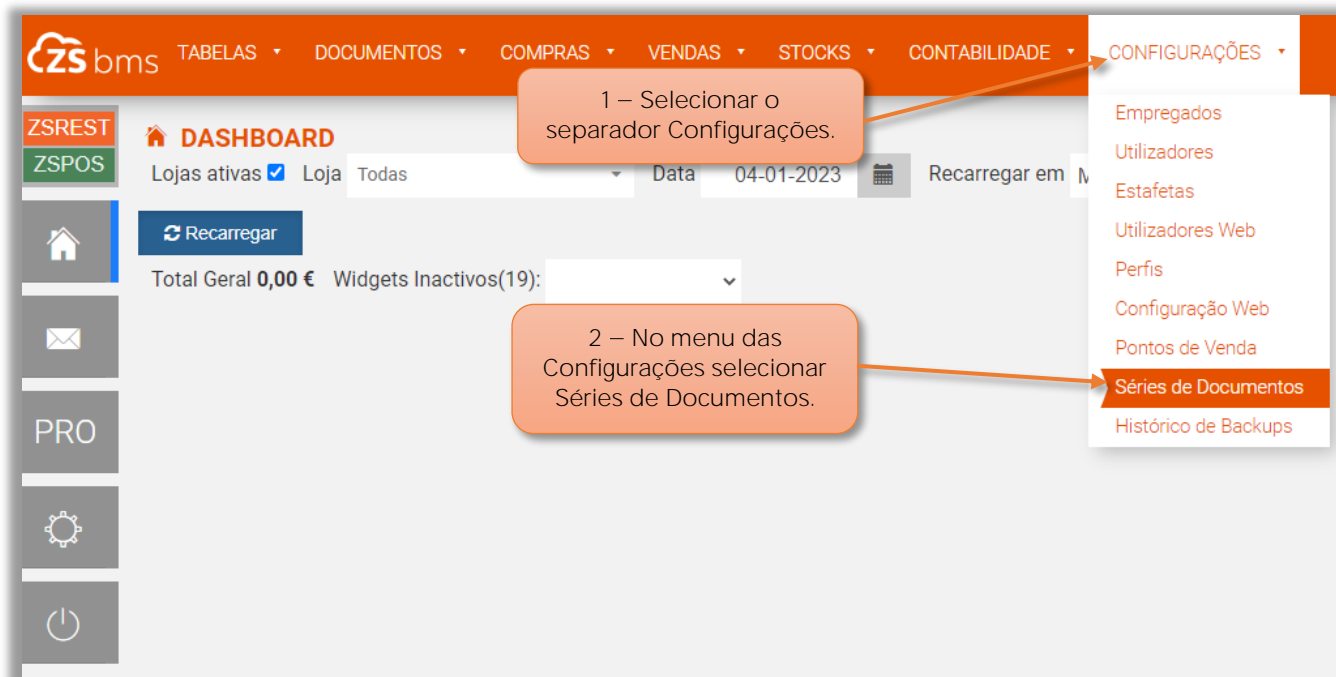 zs bms TABELAS DOCUMENTOS COMPRAS VENDAS STOCKS CONTABILIDADE CONFIGURAÇÕES
1 – Selecionar o
separador Configurações.
ZSREST
ZSPOS
DASHBOARD
Lojas ativas Loja Todas Data 04-01-2023 Recarregar em M
Recarregar
Total Geral 0,00 € Widgets Inactivos(19):
2 – No menu das
Configurações selecionar
Séries de Documentos.
PRO
Empregados
Utilizadores
Estafetas
Utilizadores Web
Perfis
Configuração Web
Pontos de Venda
Séries de Documentos
Histórico de Backups